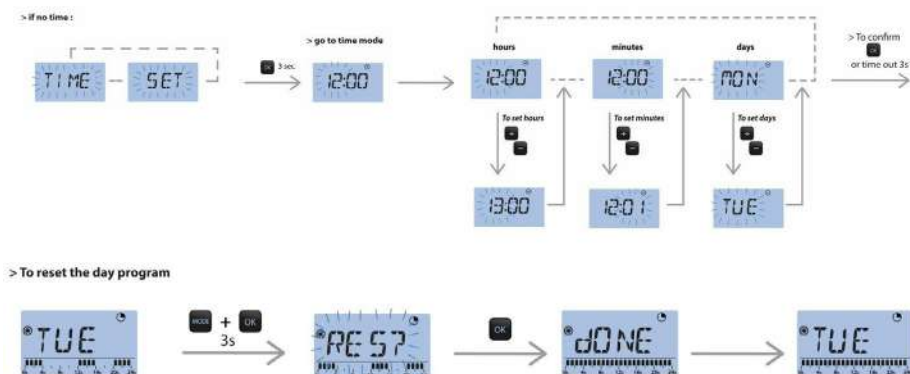 > if no time :
TIME
SET
OK 3 sec
> go to time mode
12:00
hours
minutes
days
12:00
12:00
MON
> To confirm
OK
or time out 3s
To set hours
To set minutes
To set days
+
-
+
-
+
-
13:00
12:01
TUE
> To reset the day program
TUE
MODE + OK
3s
RES?
OK
dONE
TUE